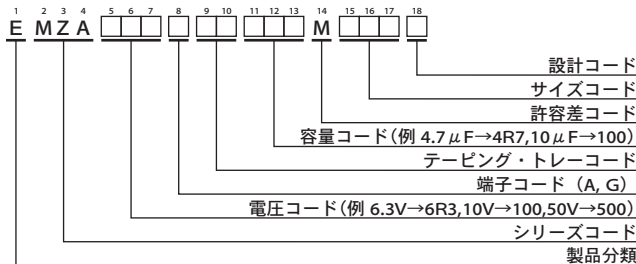 1 2 3 4 5 6 7 8 9 10 11 12 13 14 15 16 17 18
E M Z A M
設計コード
サイズコード
許容差コード
容量コード(例 4.7μF→4R7,10μF→100)
テーピング・トレーコード
端子コード (A, G)
電圧コード(例 6.3V→6R3,10V→100,50V→500)
シリーズコード
製品分類